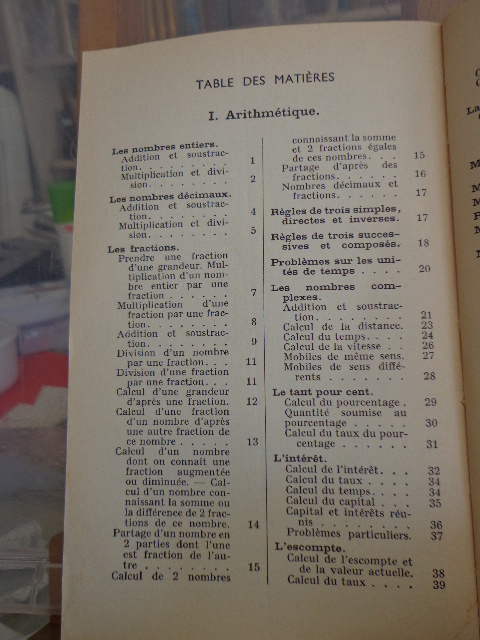 TABLE DES MATIÈRES
I. Arithmétique.
Les nombres entiers.
Addition et soustrac-
tion. . . . . . . . . 1
Multiplication et divi-
sion. . . . . . . . . 2
Les nombres décimaux.
Addition et soustrac-
tion. . . . . . . . . 4
Multiplication et divi-
sion. . . . . . . . . 5
Les fractions.
Prendre une fraction
d'une grandeur. Mul-
tiplication d'un nom-
bre entier par une
fraction . . . . . . 7
Multiplication d'une
fraction par une frac-
tion. . . . . . . . . 8
Addition et soustrac-
tion. . . . . . . . . 9
Division d'un nombre
par une fraction. . . 11
Division d'une fraction
par une fraction. . . 11
Calcul d'une grandeur
d'après une fraction. 12
Calcul d'une fraction
d'un nombre d'après
une autre fraction de
ce nombre . . . . . 13
Calcul d'un nombre
dont on connait une
fraction augmentée
ou diminuée. — Cal-
cul d'un nombre con-
naissant la somme ou
la différence de 2 frac-
tions de ce nombre. 14
Partage d'un nombre en
2 parties dont l'une
est fraction de l'au-
tre . . . . . . . . 15
Calcul de 2 nombres
connaissant la somme
et 2 fractions égales
de ces nombres. . . 15
Partage d'après des
fractions. . . . . . 16
Nombres décimaux et
fractions. . . . . . 17
Règles de trois simples,
directes et inverses. 17
Règles de trois succes-
sives et composés. 18
Problèmes sur les uni-
tés de temps . . . . 20
Les nombres com-
plexes.
Addition et soustrac-
tion. . . . . . . . 21
Calcul de la distance. 23
Calcul du temps. . . . 24
Calcul de la vitesse . . 26
Mobiles de même sens. 27
Mobiles de sens diffé-
rents . . . . . . . 28
Le tant pour cent.
Calcul du pourcentage . 29
Quantité soumise au
pourcentage . . . . 30
Calcul du taux du pour-
centage . . . . . . 31
L'intérêt.
Calcul de l'intérêt. . . 32
Calcul du taux . . . . 34
Calcul du temps. . . . 34
Calcul du capital . . . 35
Capital et intérêts réu-
nis . . . . . . . . 36
Problèmes particuliers. 37
L'escompte.
Calcul de l'escompte et
de la valeur actuelle. 38
Calcul du taux . . . . 39